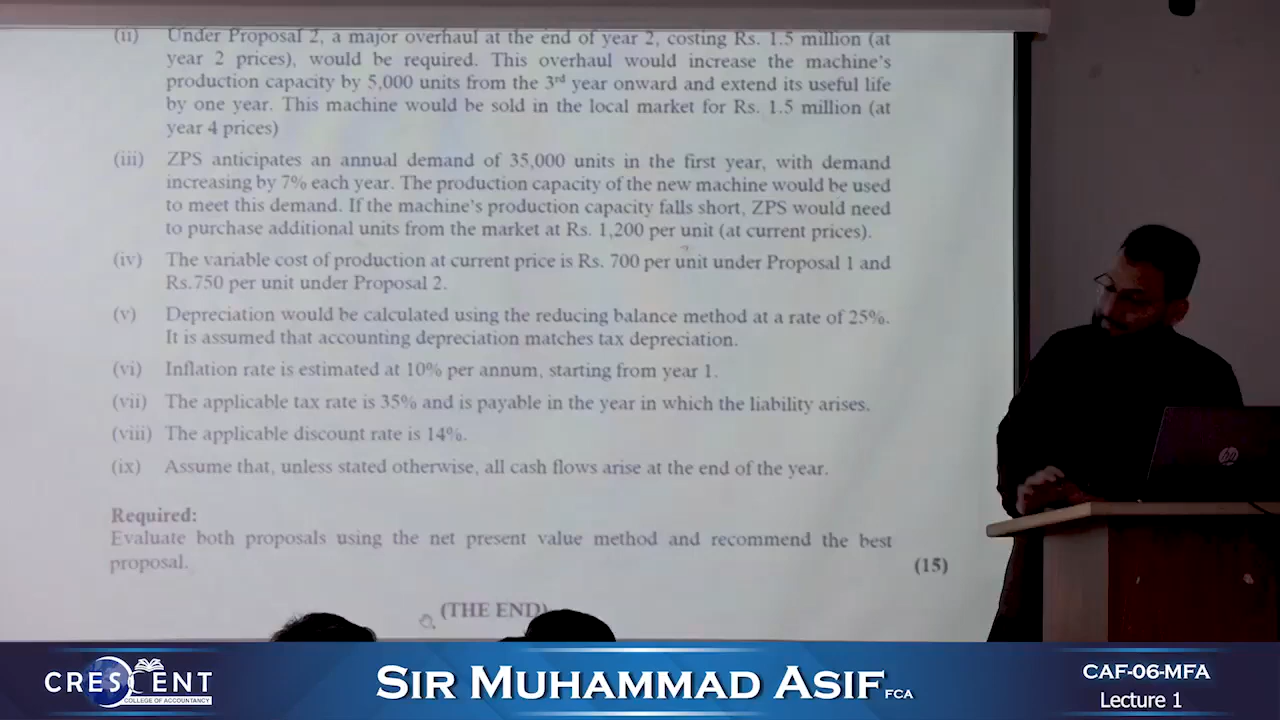 (ii) Under Proposal 2, a major overhaul at the end of year 2, costing Rs. 1.5 million (at
year 2 prices), would be required. This overhaul would increase the machine's
production capacity by 5,000 units from the 3rd year onward and extend its useful life
by one year. This machine would be sold in the local market for Rs. 1.5 million (at
year 4 prices)
(iii) ZPS anticipates an annual demand of 35,000 units in the first year, with demand
increasing by 7% each year. The production capacity of the new machine would be used
to meet this demand. If the machine's production capacity falls short, ZPS would need
to purchase additional units from the market at Rs. 1,200 per unit (at current prices).
(iv) The variable cost of production at current price is Rs. 700 per unit under Proposal 1 and
Rs.750 per unit under Proposal 2.
(v) Depreciation would be calculated using the reducing balance method at a rate of 25%.
It is assumed that accounting depreciation matches tax depreciation.
(vi) Inflation rate is estimated at 10% per annum, starting from year 1.
(vii) The applicable tax rate is 35% and is payable in the year in which the liability arises.
(viii) The applicable discount rate is 14%.
(ix) Assume that, unless stated otherwise, all cash flows arise at the end of the year.
Required:
Evaluate both proposals using the net present value method and recommend the best
proposal.
(15)
(THE END)
hp
CRESCENT
COLLEGE OF ACCOUNTANCY
SIR MUHAMMAD ASIF FCA
CAF-06-MFA
Lecture 1